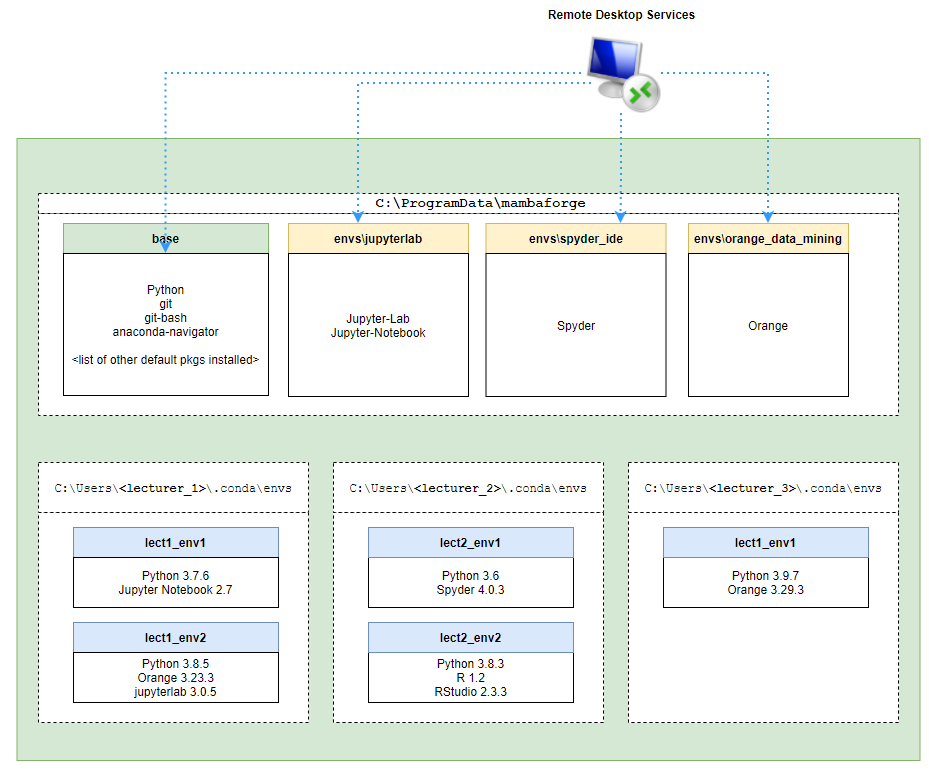 Remote Desktop Services
C:\ProgramData\mambaforge
base
Python
git
git-bash
anaconda-navigator
<list of other default pkgs installed>
envs\jupyterlab
Jupyter-Lab
Jupyter-Notebook
envs\spyder_ide
Spyder
envs\orange_data_mining
Orange
C:\Users\<lecturer_1>\.conda\envs
lect1_env1
Python 3.7.6
Jupyter Notebook 2.7
lect1_env2
Python 3.8.5
Orange 3.23.3
jupyterlab 3.0.5
C:\Users\<lecturer_2>\.conda\envs
lect2_env1
Python 3.6
Spyder 4.0.3
lect2_env2
Python 3.8.3
R 1.2
RStudio 2.3.3
C:\Users\<lecturer_3>\.conda\envs
lect1_env1
Python 3.9.7
Orange 3.29.3